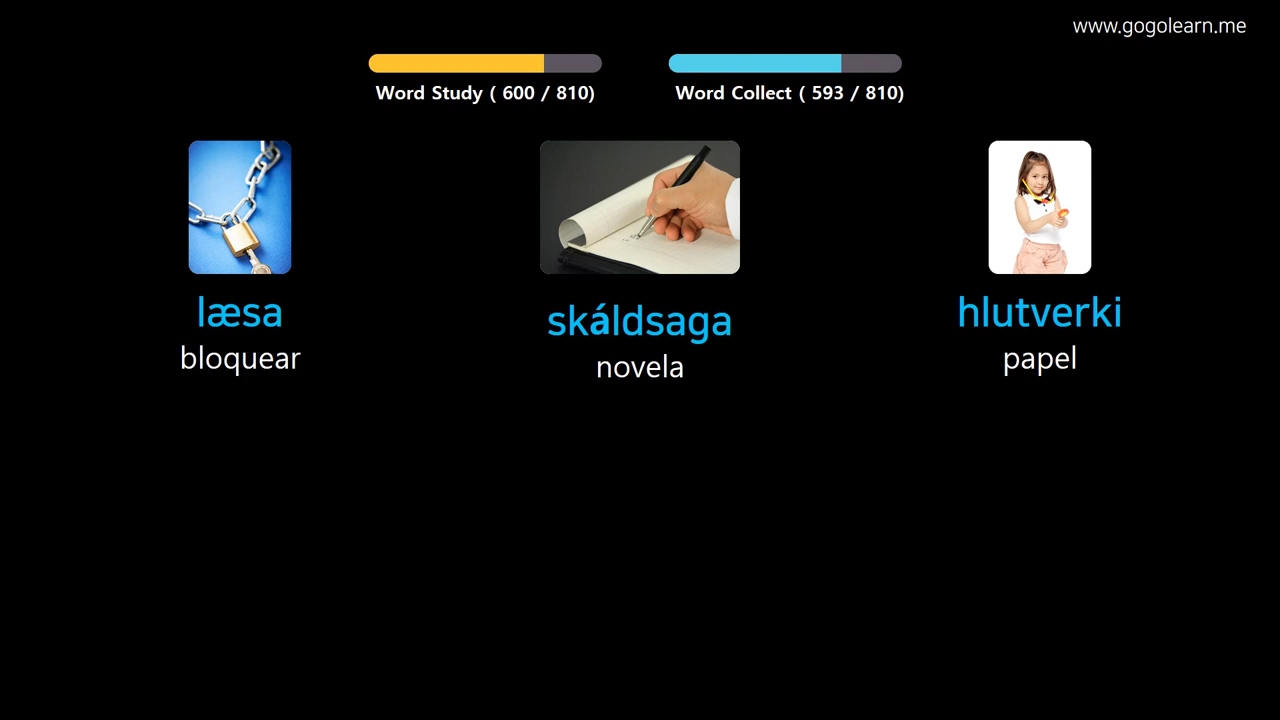 www.gogolearn.me
Word Study ( 600 / 810)
Word Collect ( 593 / 810)
læsa
bloquear
skáldsaga
novela
hlutverki
papel